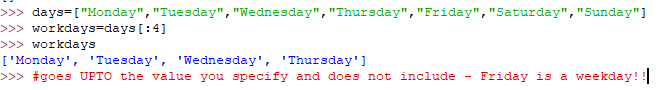 >>> days=["Monday","Tuesday","Wednesday","Thursday","Friday","Saturday","Sunday"]
>>> workdays=days[:4]
>>> workdays
['Monday', 'Tuesday', 'Wednesday', 'Thursday']
>>> #goes UPTO the value you specify and does not include - Friday is a weekday!!